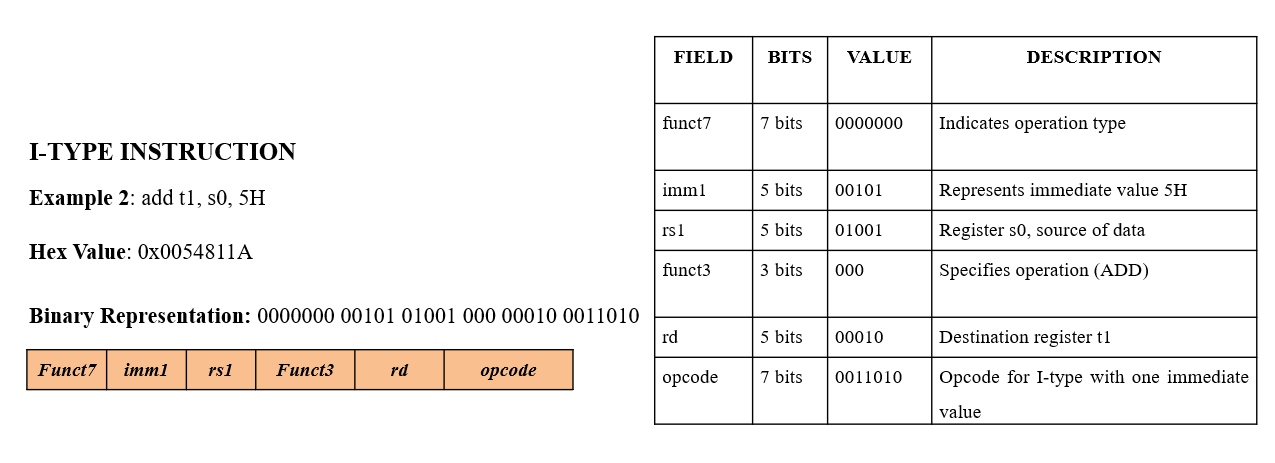 I-TYPE INSTRUCTION
Example 2: add t1, s0, 5H
Hex Value: 0x0054811A
Binary Representation: 0000000 00101 01001 000 00010 0011010
Funct7 imm1 rs1 Funct3 rd opcode
FIELD BITS VALUE DESCRIPTION
funct7 7 bits 0000000 Indicates operation type
imm1 5 bits 00101 Represents immediate value 5H
rs1 5 bits 01001 Register s0, source of data
funct3 3 bits 000 Specifies operation (ADD)
rd 5 bits 00010 Destination register t1
opcode 7 bits 0011010 Opcode for I-type with one immediate
value